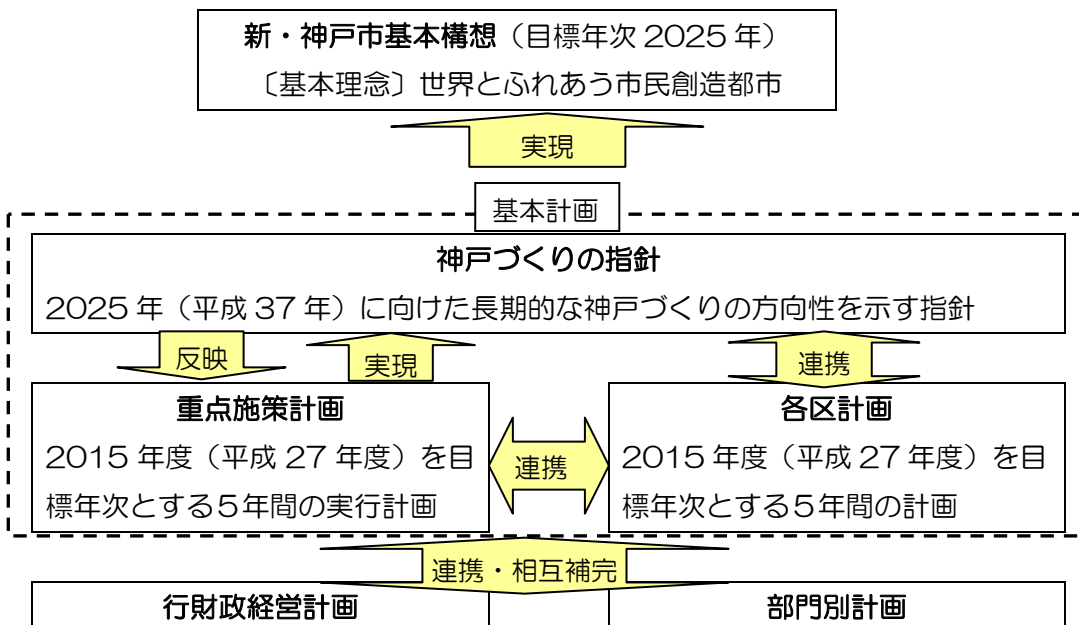 新・神戸市基本構想（目標年次 2025 年）
〔基本理念〕世界とふれあう市民創造都市
実現
基本計画
神戸づくりの指針
2025 年（平成 37 年）に向けた長期的な神戸づくりの方向性を示す指針
反映
実現
連携
重点施策計画
2015 年度（平成 27 年度）を目
標年次とする５年間の実行計画
連携
各区計画
2015 年度（平成 27 年度）を目
標年次とする５年間の計画
連携・相互補完
行財政経営計画
部門別計画